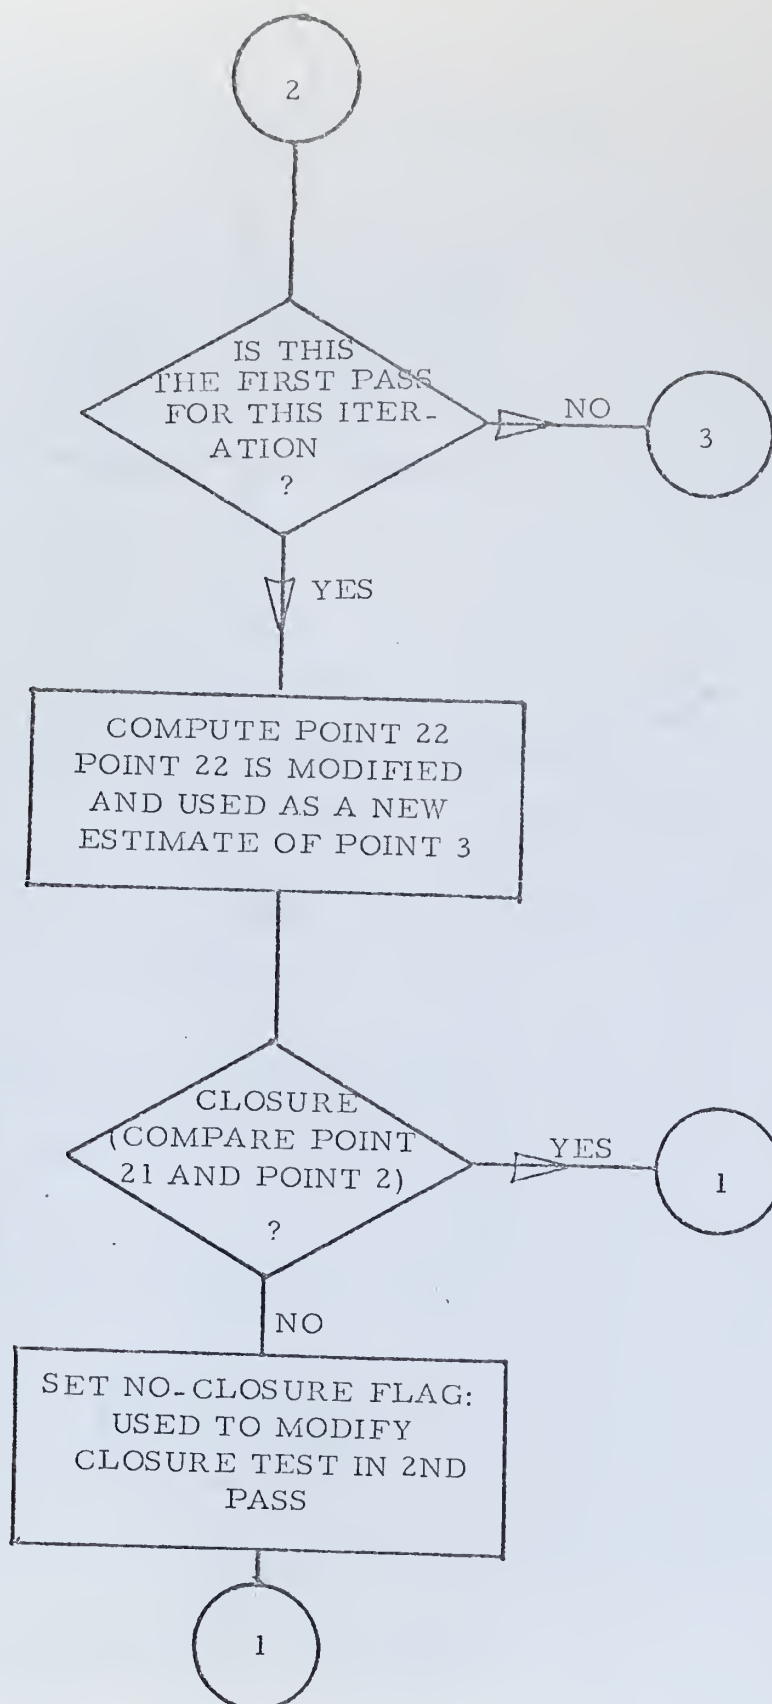 2
IS THIS
THE FIRST PASS
FOR THIS ITER-
ATION
?
NO
3
YES
COMPUTE POINT 22
POINT 22 IS MODIFIED
AND USED AS A NEW
ESTIMATE OF POINT 3
CLOSURE
(COMPARE POINT
21 AND POINT 2)
?
YES
1
NO
SET NO-CLOSURE FLAG:
USED TO MODIFY
CLOSURE TEST IN 2ND
PASS
1